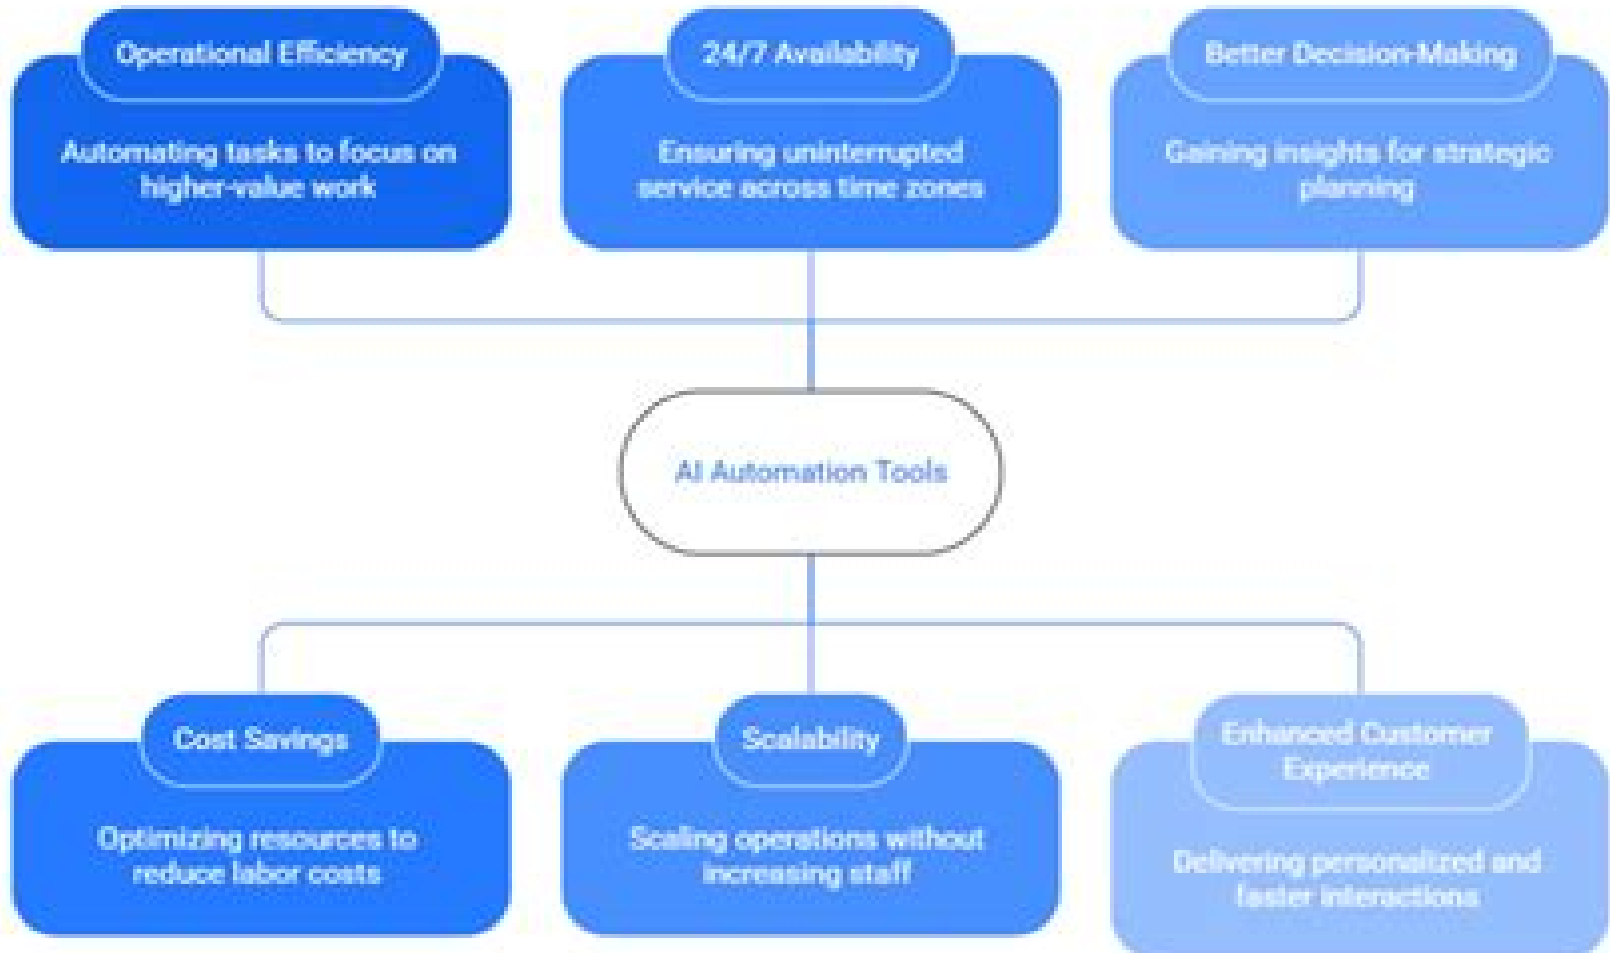 Operational Efficiency
Automating tasks to focus on
higher-value work
24/7 Availability
Ensuring uninterrupted
service across time zones
Better Decision-Making
Gaining insights for strategic
planning
AI Automation Tools
Cost Savings
Optimizing resources to
reduce labor costs
Scalability
Scaling operations without
increasing staff
Enhanced Customer
Experience
Delivering personalized and
faster interactions